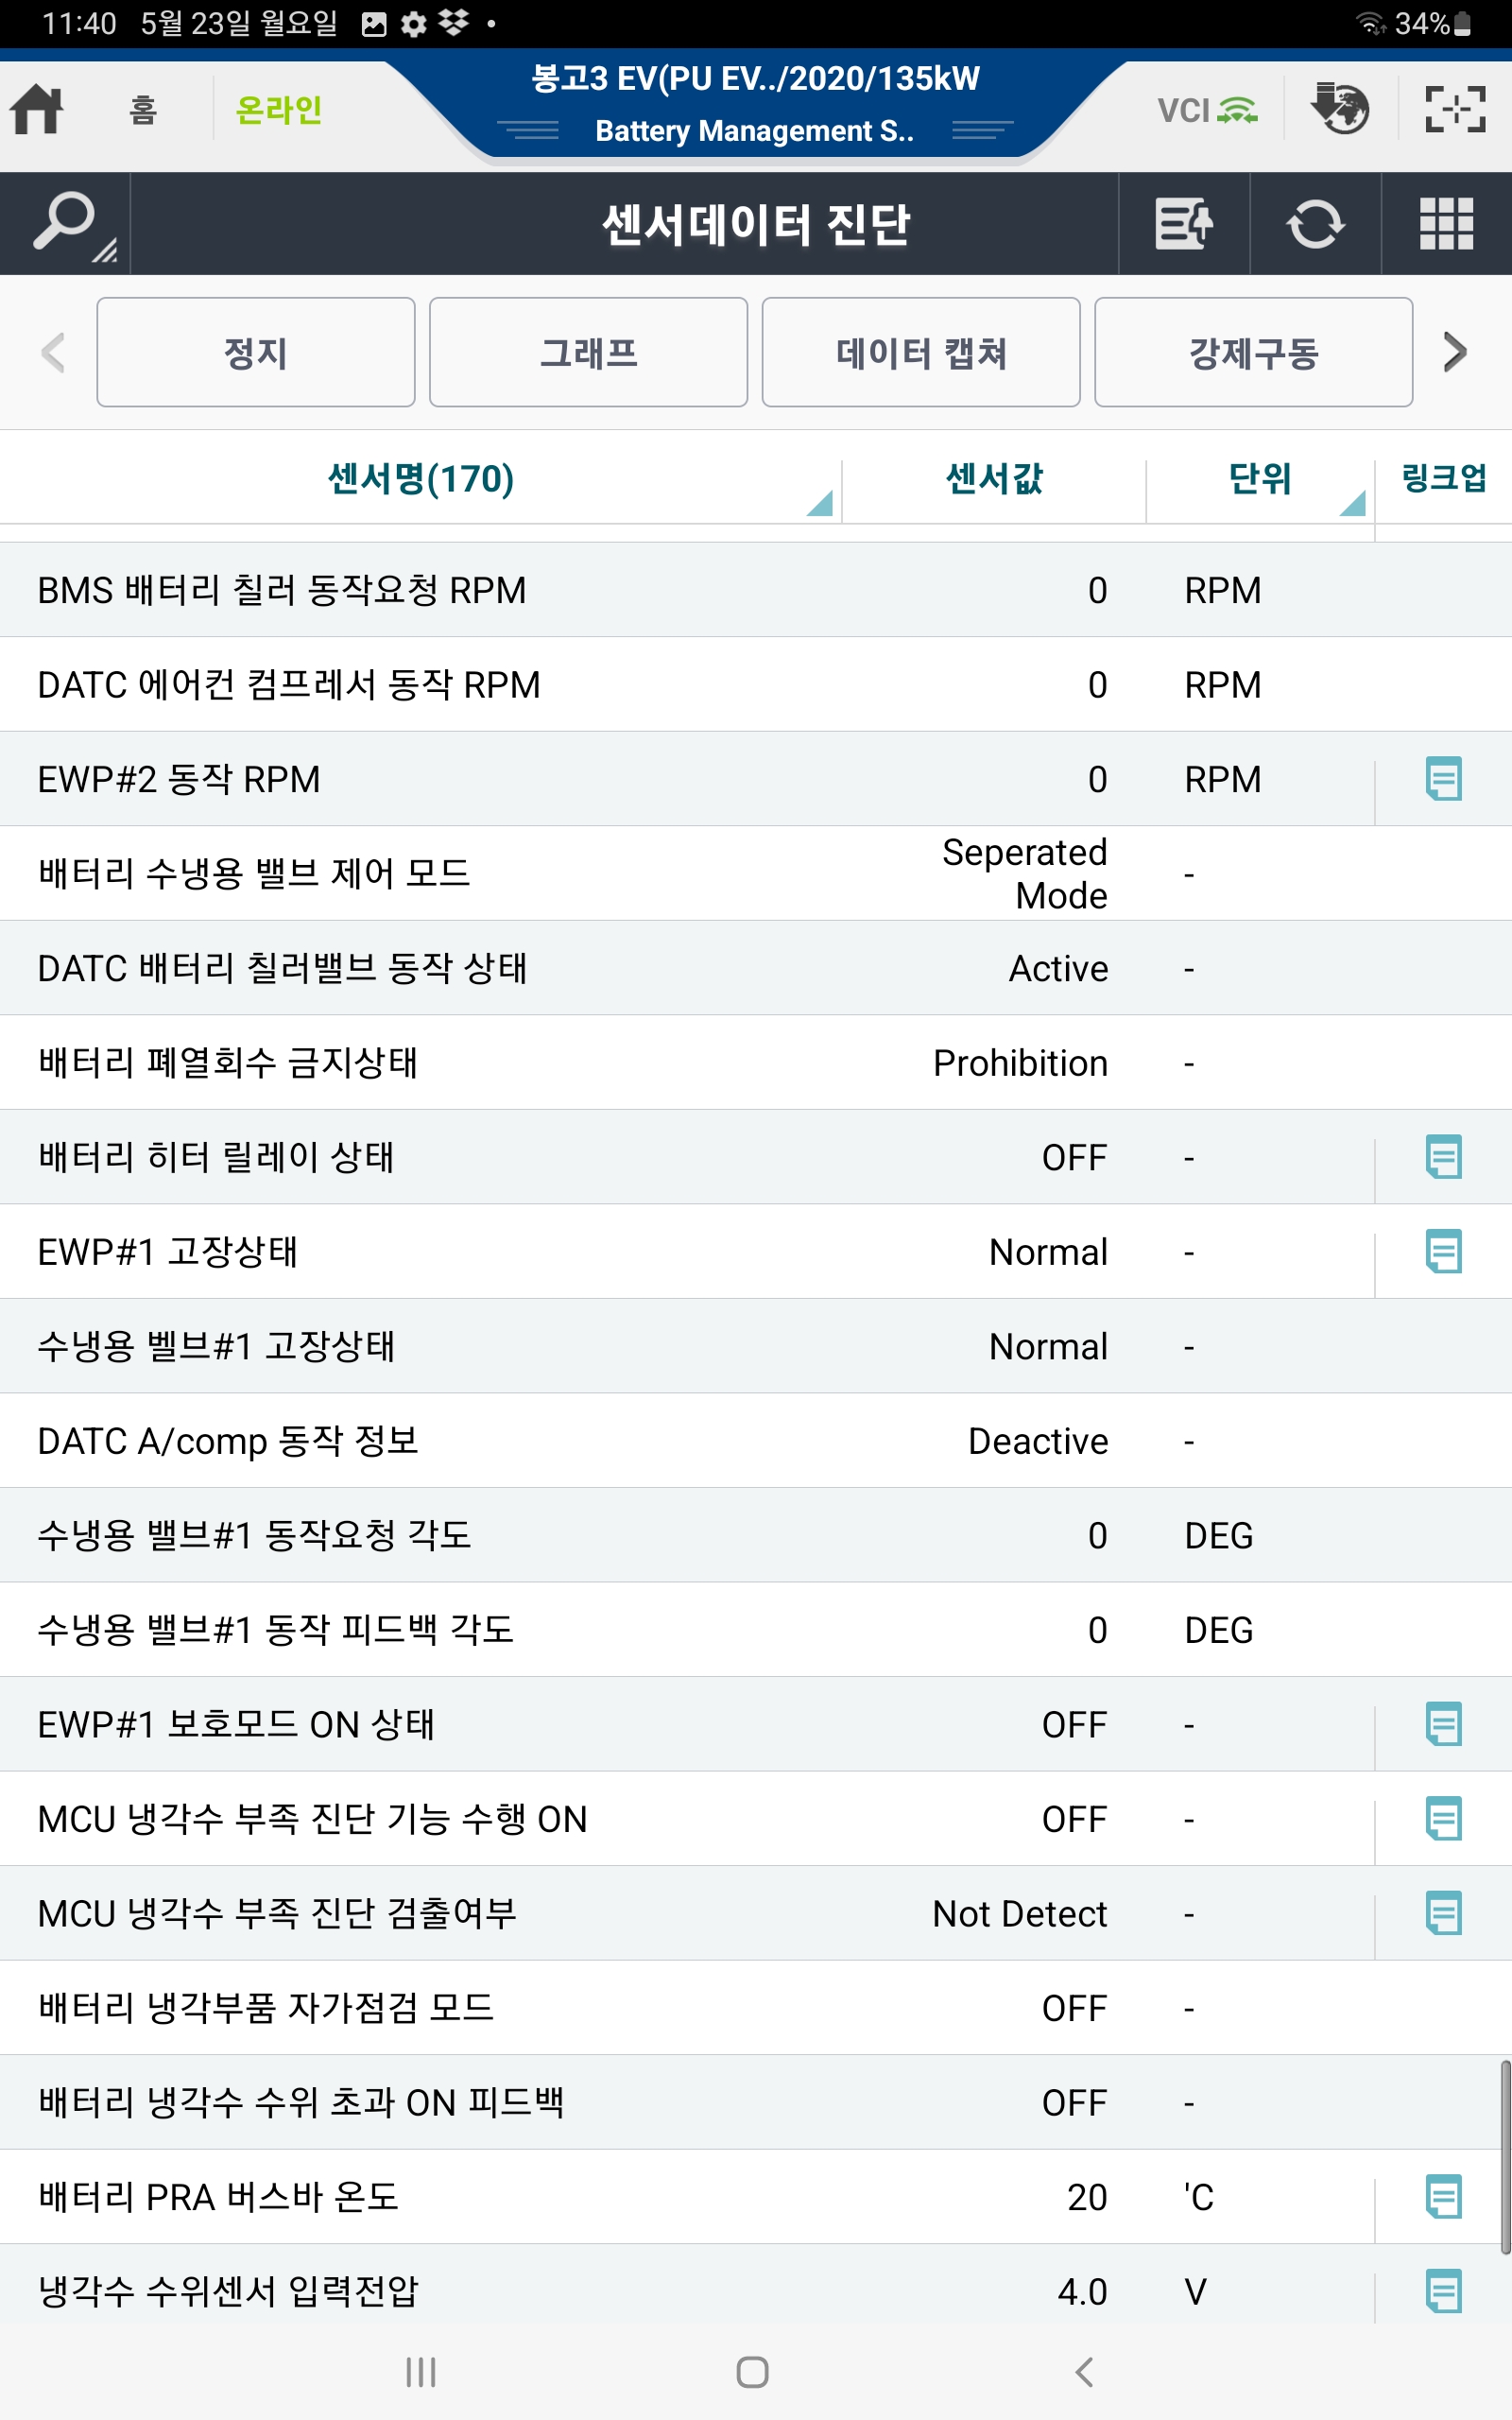 11:40 5월 23일 월요일
34%
봉고3 EV(PU EV../2020/135kW
홈 온라인
VCI
Battery Management S..
센서데이터 진단
정지 그래프 데이터 캡쳐 강제구동
센서명(170) 센서값 단위 링크업
BMS 배터리 칠러 동작요청 RPM 0 RPM
DATC 에어컨 컴프레서 동작 RPM 0 RPM
EWP#2 동작 RPM 0 RPM
배터리 수냉용 밸브 제어 모드 Seperated
Mode -
DATC 배터리 칠러밸브 동작 상태 Active -
배터리 폐열회수 금지상태 Prohibition -
배터리 히터 릴레이 상태 OFF -
EWP#1 고장상태 Normal -
수냉용 벨브#1 고장상태 Normal -
DATC A/comp 동작 정보 Deactive -
수냉용 밸브#1 동작요청 각도 0 DEG
수냉용 밸브#1 동작 피드백 각도 0 DEG
EWP#1 보호모드 ON 상태 OFF -
MCU 냉각수 부족 진단 기능 수행 ON OFF -
MCU 냉각수 부족 진단 검출여부 Not Detect -
배터리 냉각부품 자가점검 모드 OFF -
배터리 냉각수 수위 초과 ON 피드백 OFF -
배터리 PRA 버스바 온도 20 'C
냉각수 수위센서 입력전압 4.0 V